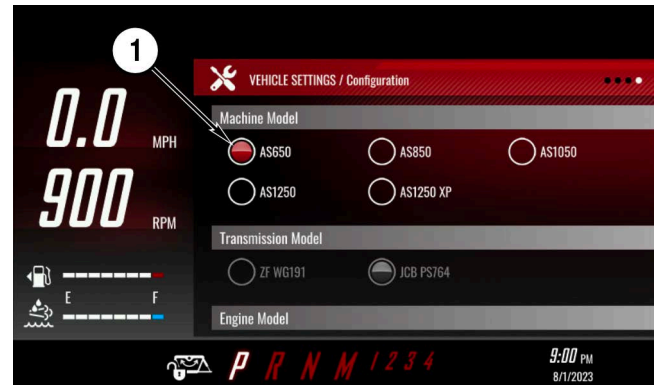 1
VEHICLE SETTINGS / Configuration
Machine Model
AS650 AS850 AS1050
AS1250 AS1250 XP
Transmission Model
ZF WG191 JCB PS764
Engine Model
0.0 MPH
900 RPM
E F
P R N M 1 2 3 4
9:00 PM
8/1/2023